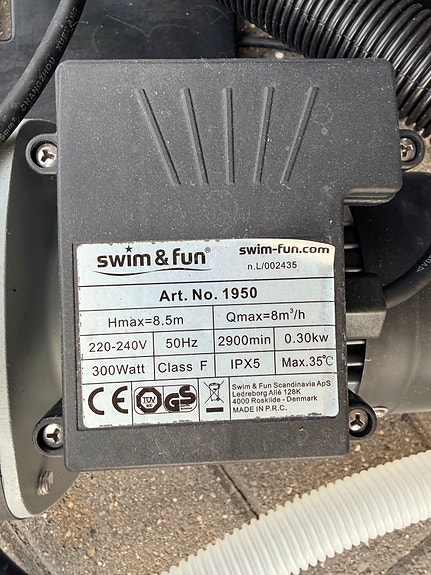 CHANGZHOU
swim & fun®
swim-fun.com
n.L/002435
Art. No. 1950
Hmax=8.5m Qmax=8m³/h
220-240V 50Hz 2900min 0.30kw
300Watt Class F IPX5 Max.35℃
CE TÜV GS
Swim & Fun Scandinavia ApS
Ledreborg Allé 128K
4000 Roskilde - Denmark
MADE IN P.R.C.